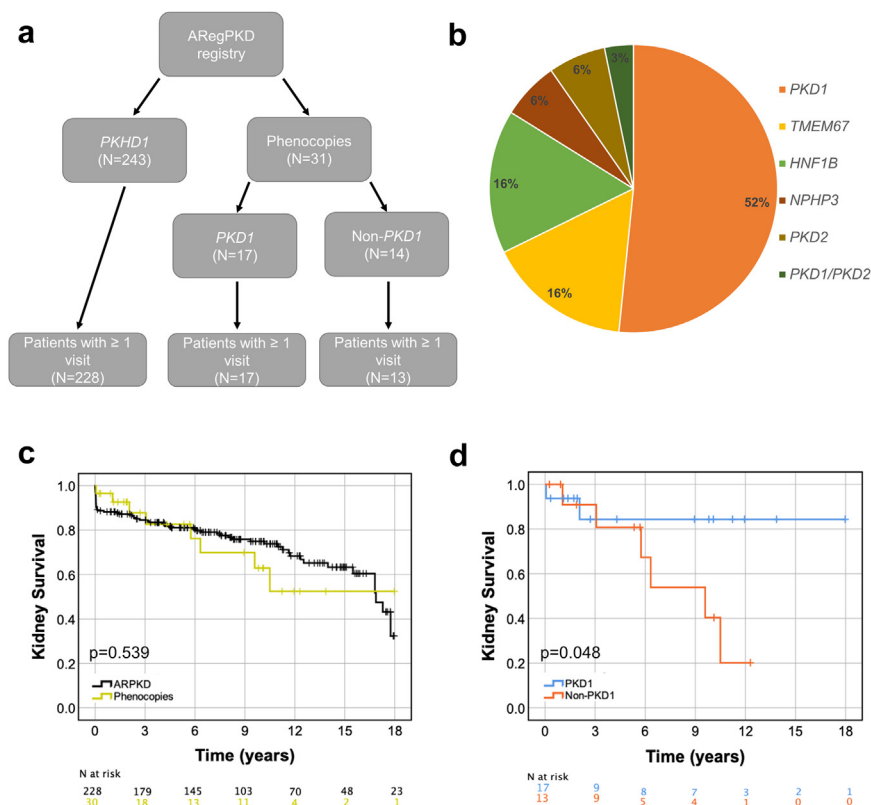 a
ARegPKD
registry
PKHD1
(N=243)
Phenocopies
(N=31)
PKD1
(N=17)
Non-PKD1
(N=14)
Patients with ≥ 1
visit
(N=228)
Patients with ≥ 1
visit
(N=17)
Patients with ≥ 1
visit
(N=13)
b
3%
6%
6%
16%
16%
52%
PKD1
TMEM67
HNF1B
NPHP3
PKD2
PKD1/PKD2
c
Kidney Survival
1.0
0.8
0.6
0.4
0.2
0.0
p=0.539
ARPKD
Phenocopies
0 3 6 9 12 15 18
Time (years)
N at risk
228 179 145 103 70 48 23
30 18 13 11 4 2 1
d
Kidney Survival
1.0
0.8
0.6
0.4
0.2
0.0
p=0.048
PKD1
Non-PKD1
0 3 6 9 12 15 18
Time (years)
N at risk
17 9 8 7 3 2 1
13 9 5 4 1 0 0